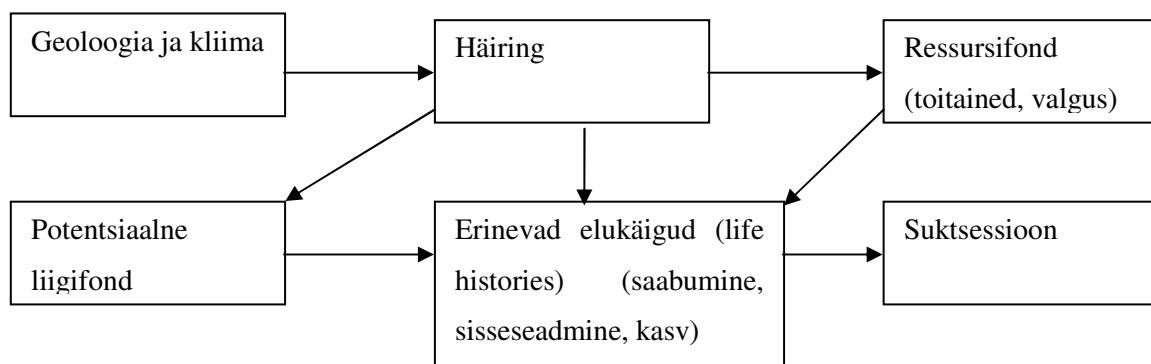 Geoloogia ja kliima
Häiring
Ressursifond
(toitained, valgus)
Potentsiaalne
liigifond
Erinevad elukäigud (life
histories) (saabumine,
sisseseadmine, kasv)
Suktsessioon